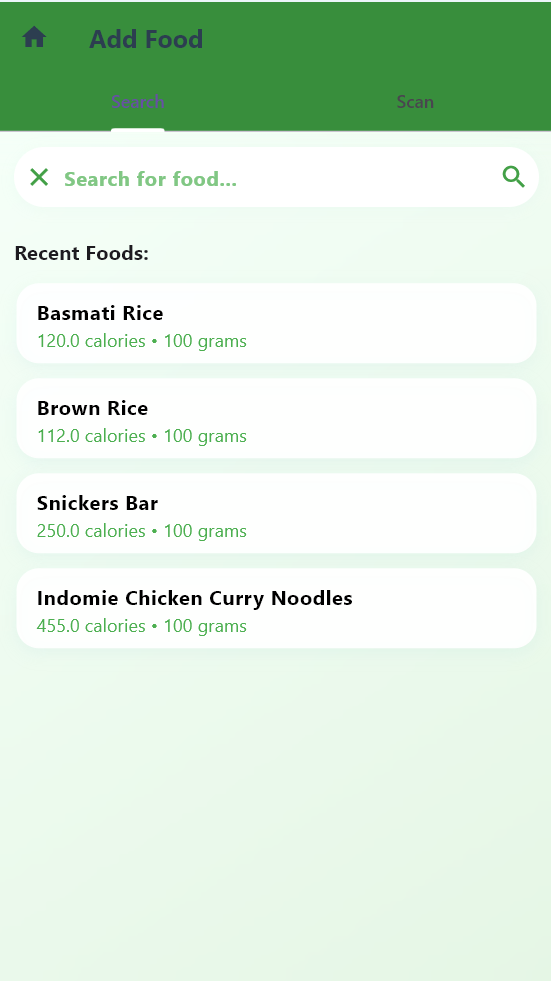 Add Food
Search
Scan
Search for food...
Recent Foods:
Basmati Rice
120.0 calories • 100 grams
Brown Rice
112.0 calories • 100 grams
Snickers Bar
250.0 calories • 100 grams
Indomie Chicken Curry Noodles
455.0 calories • 100 grams